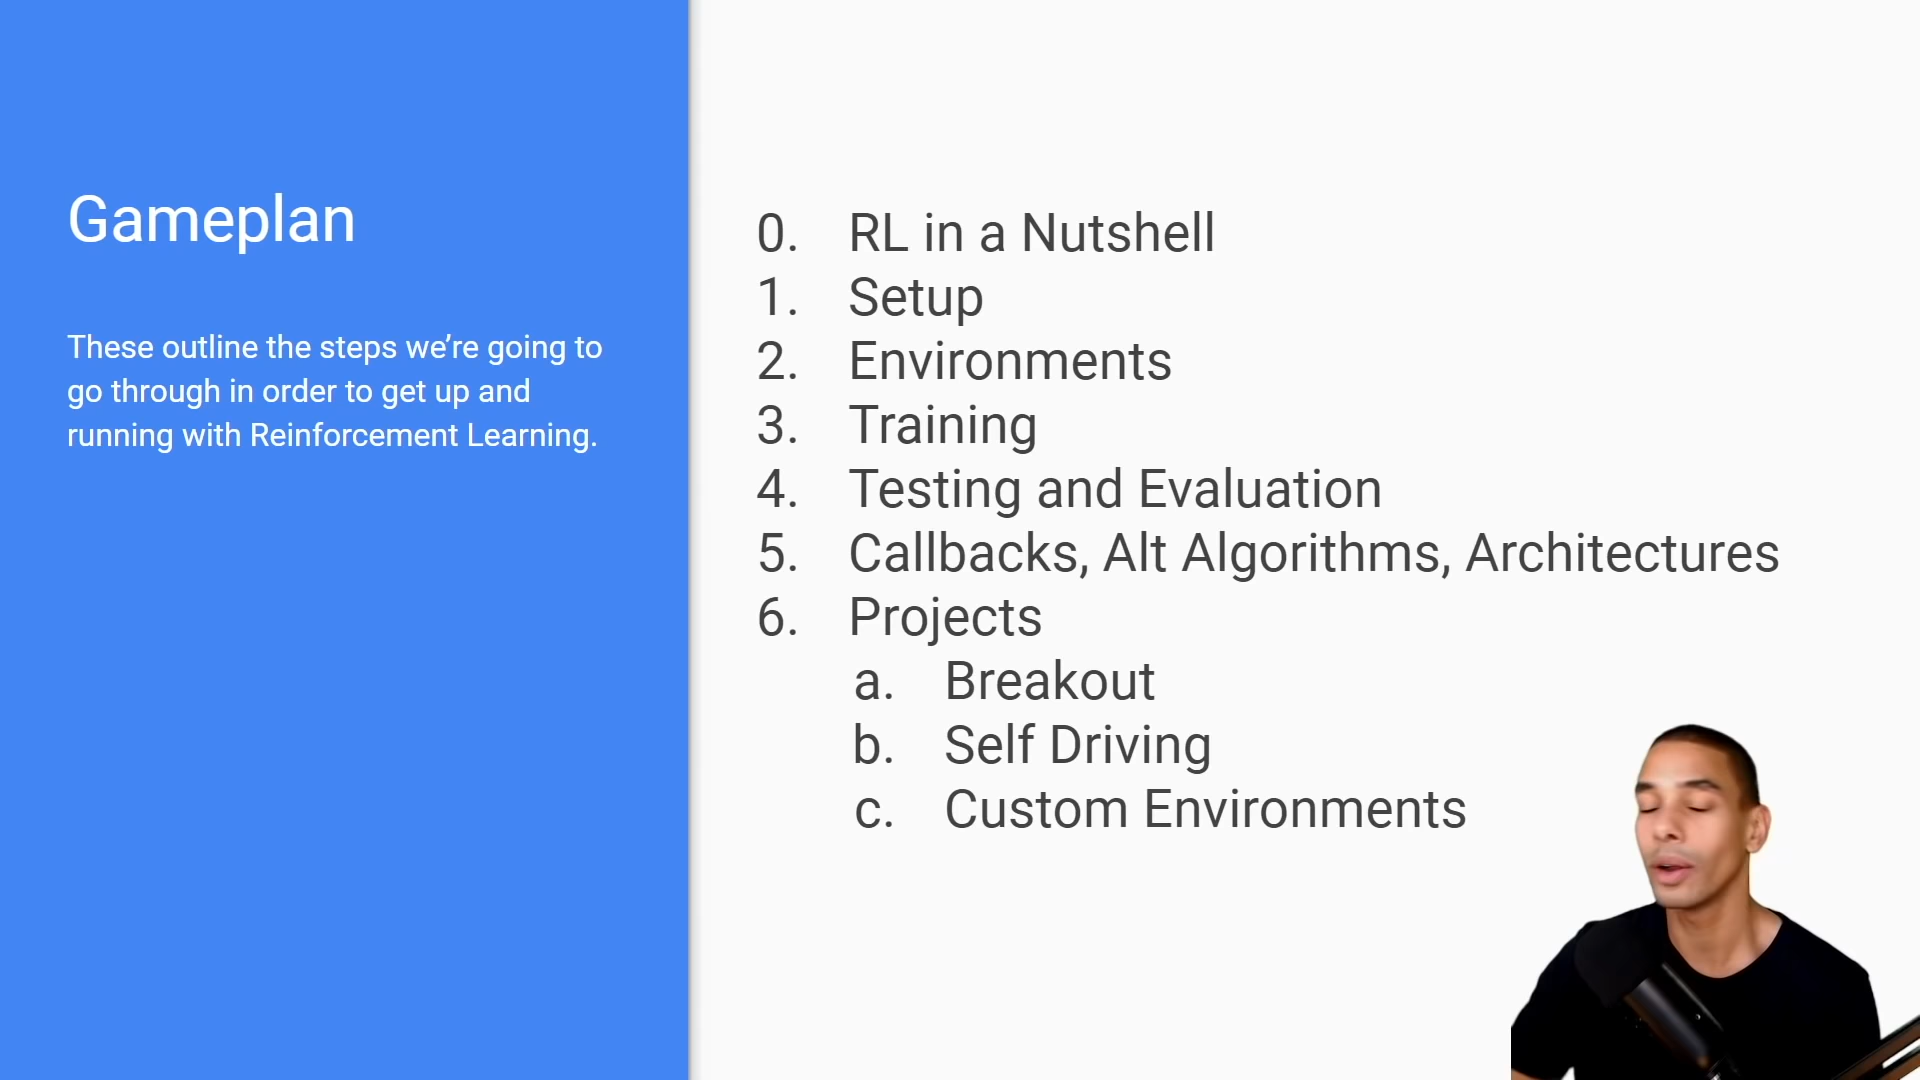 Gameplan
These outline the steps we’re going to
go through in order to get up and
running with Reinforcement Learning.
0. RL in a Nutshell
1. Setup
2. Environments
3. Training
4. Testing and Evaluation
5. Callbacks, Alt Algorithms, Architectures
6. Projects
a. Breakout
b. Self Driving
c. Custom Environments